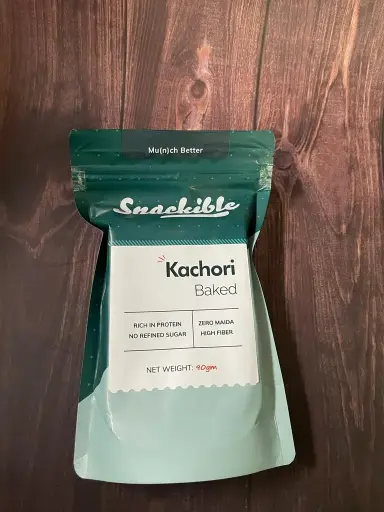 Mu(n)ch Better
Snackible
Kachori
Baked
RICH IN PROTEIN
NO REFINED SUGAR
ZERO MAIDA
HIGH FIBER
NET WEIGHT: 90gm